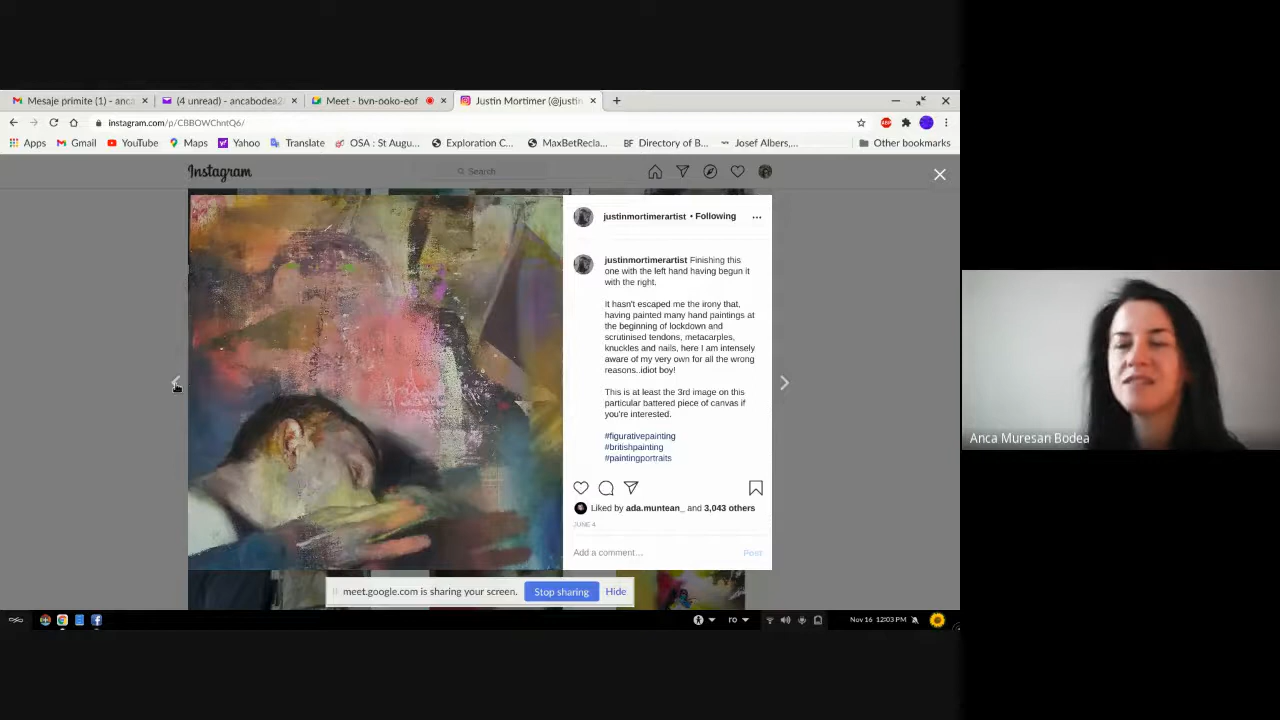 Mesaje primite (1) - anca
(4 unread) - ancabodea2
Meet - bvn-ooko-eof
Justin Mortimer (@justin
instagram.com/p/CBBOWChntQ6/
Apps
Gmail
YouTube
Maps
Yahoo
Translate
OSA : St Augu...
Exploration C...
MaxBetRecla...
BF Directory of B...
Josef Albers,...
Other bookmarks
Instagram
Search
justinmortimerartist • Following
justinmortimerartist Finishing this
one with the left hand having begun it
with the right.
It hasn't escaped me the irony that,
having painted many hand paintings at
the beginning of lockdown and
scrutinised tendons, metacarples,
knuckles and nails, here I am intensely
aware of my very own for all the wrong
reasons..idiot boy!
This is at least the 3rd image on this
particular battered piece of canvas if
you're interested.
#figurativepainting
#britishpainting
#paintingportraits
Liked by ada.muntean_ and 3,043 others
JUNE 4
Add a comment...
Post
meet.google.com is sharing your screen.
Stop sharing
Hide
ro
Nov 16 12:03 PM
Anca Muresan Bodea